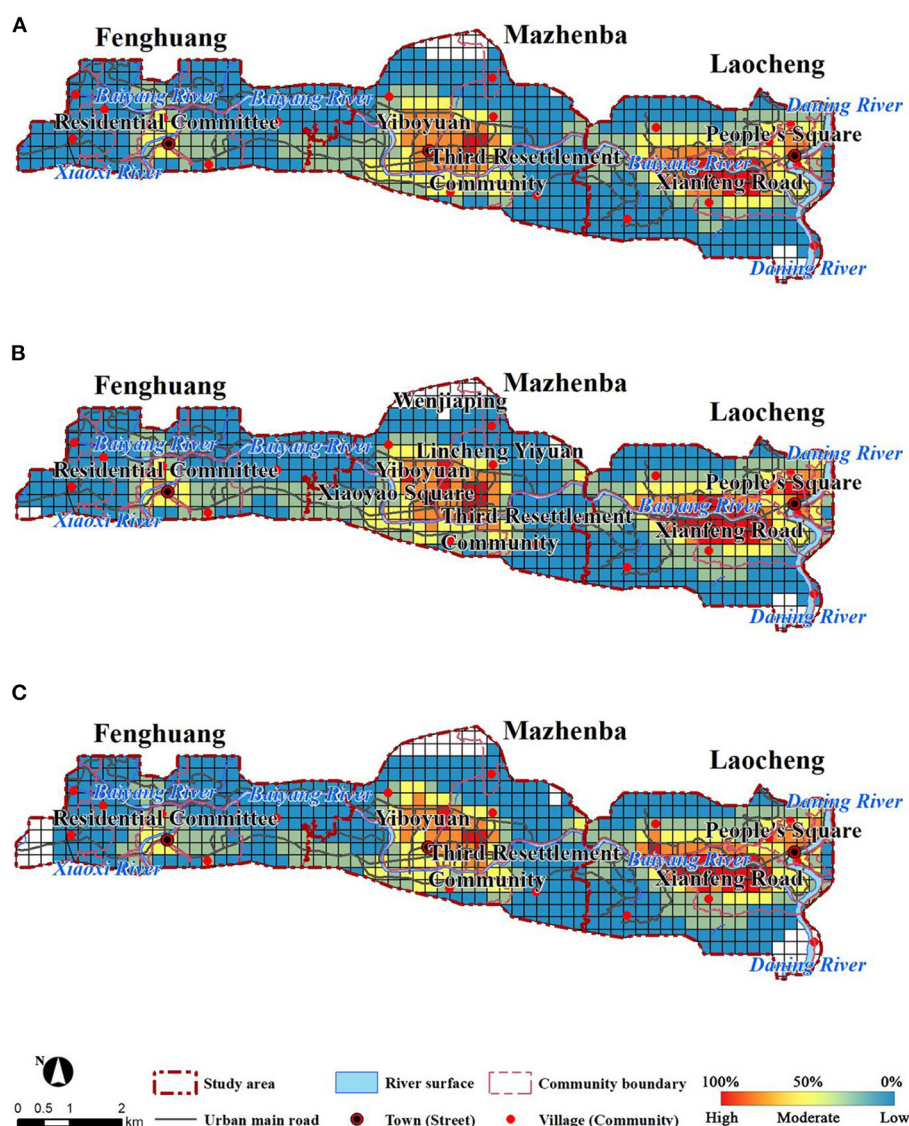 A
Fenghuang
Mazhenba
Laocheng
Baiyang River
Baiyang River
Daning River
Residential Committee
Yiboyuan
People's Square
Third Resettlement
Baiyang River
Xiaoxi River
Community
Xianfeng Road
Daning River
B
Fenghuang
Mazhenba
Wenjiaping
Laocheng
Baiyang River
Baiyang River
Lincheng Yiyuan
Daning River
Residential Committee
Yiboyuan
People's Square
Xiaoyao Square
Baiyang River
Xiaoxi River
Third Resettlement
Xianfeng Road
Community
Daning River
C
Fenghuang
Mazhenba
Laocheng
Baiyang River
Baiyang River
Daning River
Residential Committee
Yiboyuan
People's Square
Third Resettlement
Baiyang River
Xiaoxi River
Community
Xianfeng Road
Daning River
N
Study area
River surface
Community boundary
100% 50% 0%
0 0.5 1 2
km
Urban main road
Town (Street)
Village (Community)
High Moderate Low